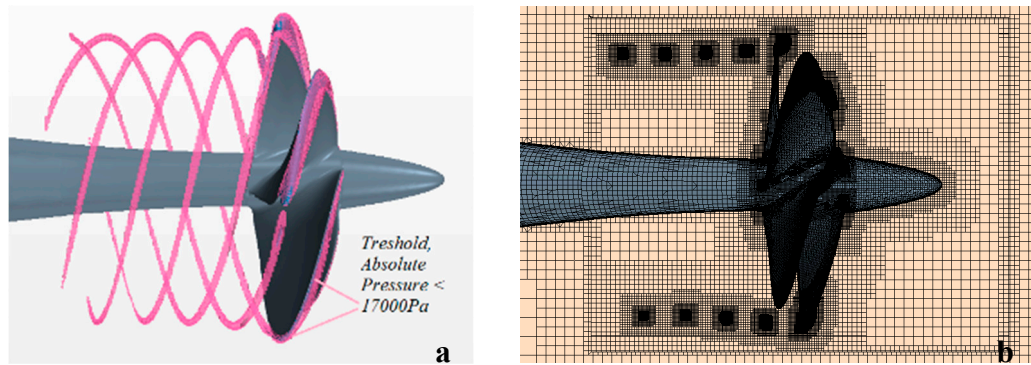 Treshold,
Absolute
Pressure <
17000Pa
a
b